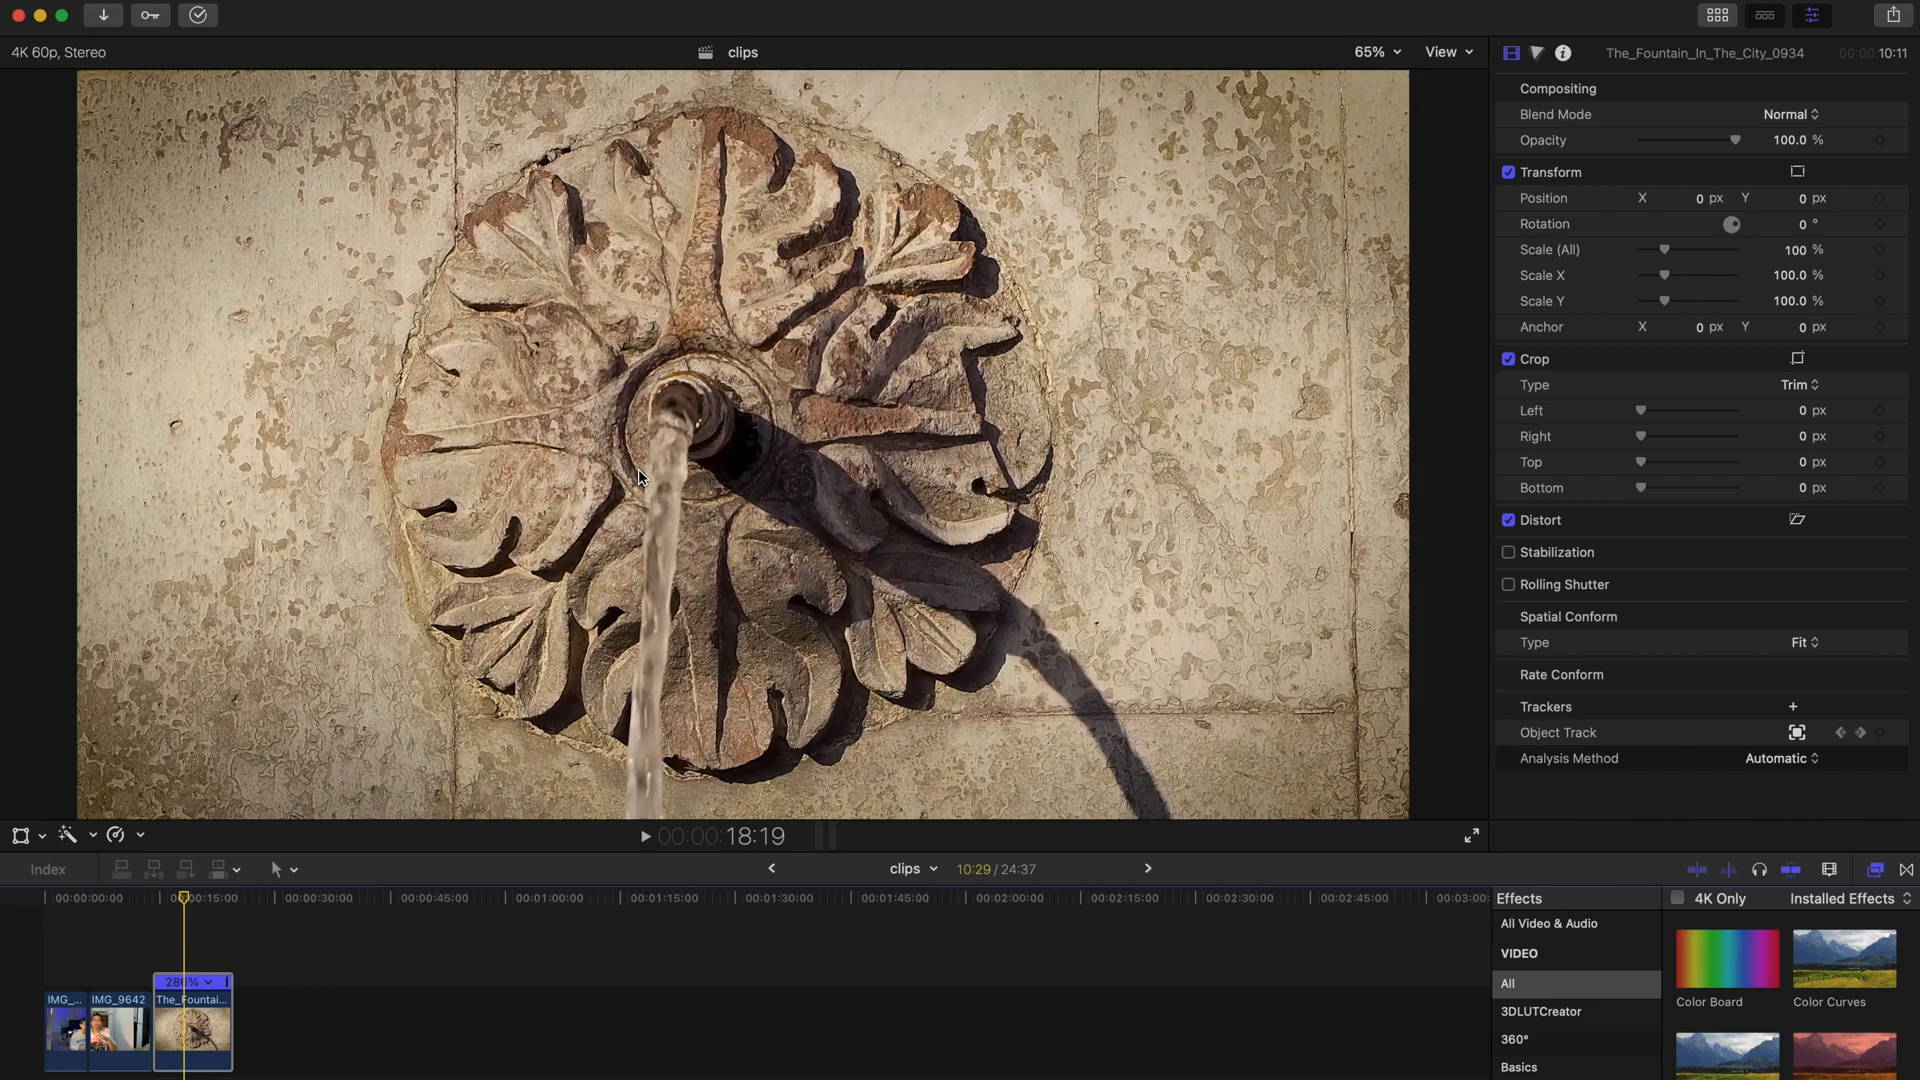 4K 60p, Stereo
clips
65%
View
The_Fountain_In_The_City_0934
00:00:10:11
Compositing
Blend Mode Normal
Opacity 100.0 %
Transform
Position X 0 px Y 0 px
Rotation 0 °
Scale (All) 100 %
Scale X 100.0 %
Scale Y 100.0 %
Anchor X 0 px Y 0 px
Crop
Type Trim
Left 0 px
Right 0 px
Top 0 px
Bottom 0 px
Distort
Stabilization
Rolling Shutter
Spatial Conform
Type Fit
Rate Conform
Trackers +
Object Track
Analysis Method Automatic
00:00:18:19
Index
clips
10:29 / 24:37
00:00:00:00 00:00:15:00 00:00:30:00 00:00:45:00 00:01:00:00 00:01:15:00 00:01:30:00 00:01:45:00 00:02:00:00 00:02:15:00 00:02:30:00 00:02:45:00 00:03:00:
Effects
4K Only
Installed Effects
All Video & Audio
VIDEO
All
3DLUTCreator
360°
Basics
Color Board
Color Curves
286%
IMG_...
IMG_9642
The_Fountai...